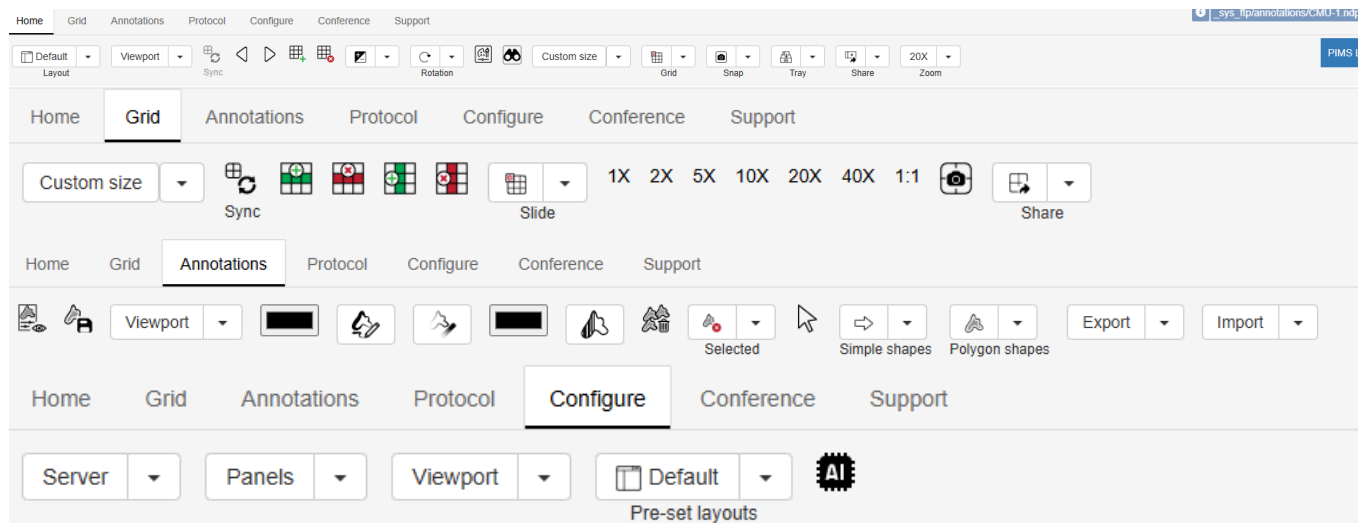 Home Grid Annotations Protocol Configure Conference Support
_sys_ftp/annotations/CMU-1.ndp
Default Viewport Custom size 20X PIMS
Layout Sync Rotation Grid Snap Tray Share Zoom
Home Grid Annotations Protocol Configure Conference Support
Custom size 1X 2X 5X 10X 20X 40X 1:1
Sync Slide Share
Home Grid Annotations Protocol Configure Conference Support
Viewport Export Import
Selected Simple shapes Polygon shapes
Home Grid Annotations Protocol Configure Conference Support
Server Panels Viewport Default AI
Pre-set layouts